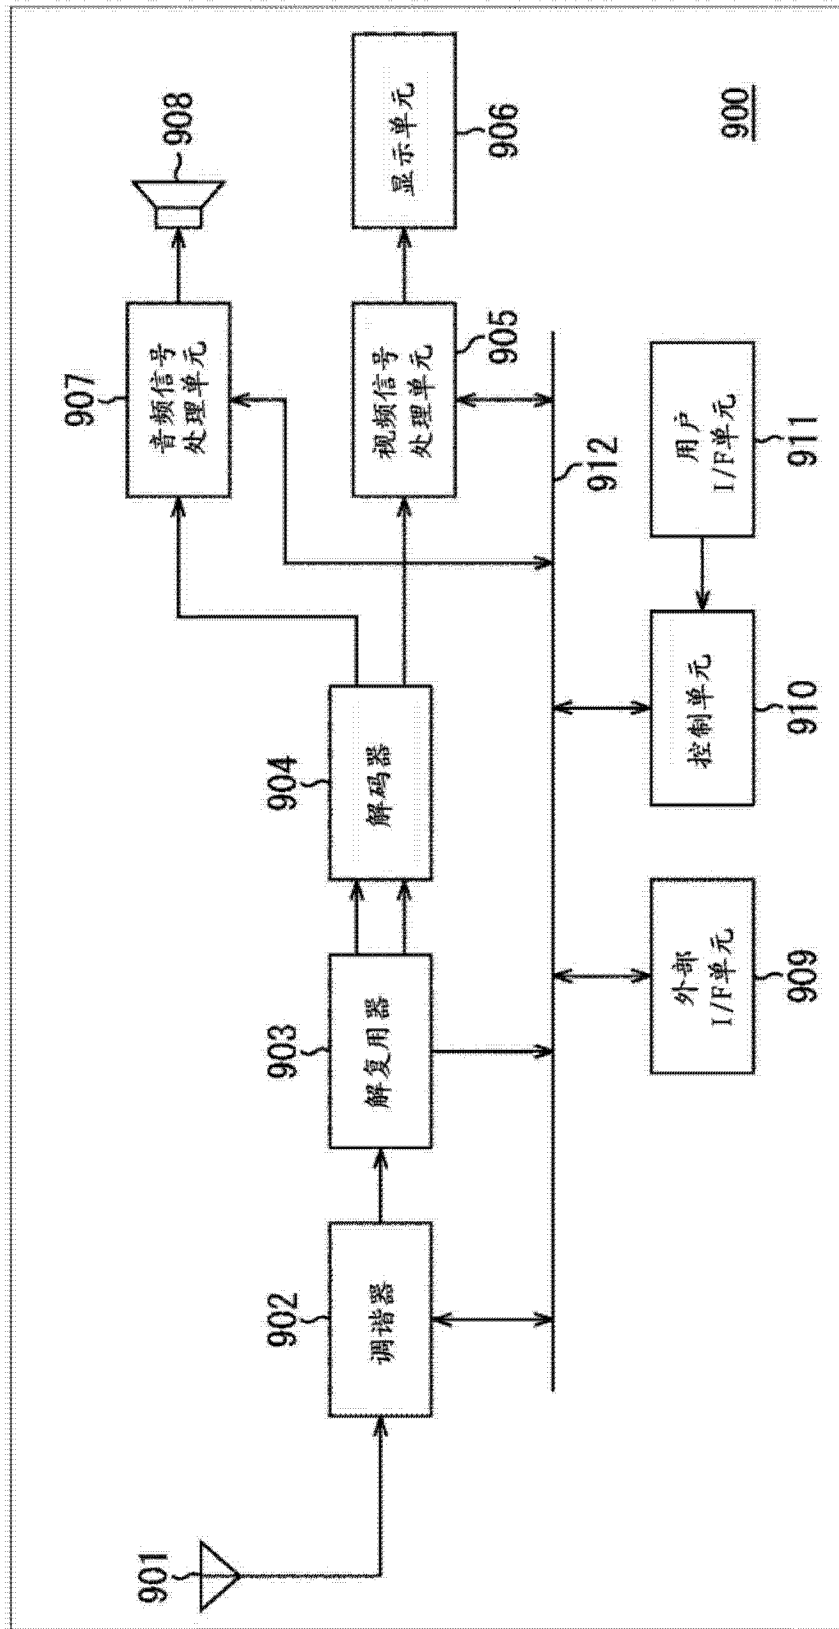 901
902
调谐器
903
解复用器
904
解码器
907
音频信号
处理单元
908
视频信号
处理单元
905
显示单元
906
912
外部
I/F单元
909
控制单元
910
用户
I/F单元
911
900